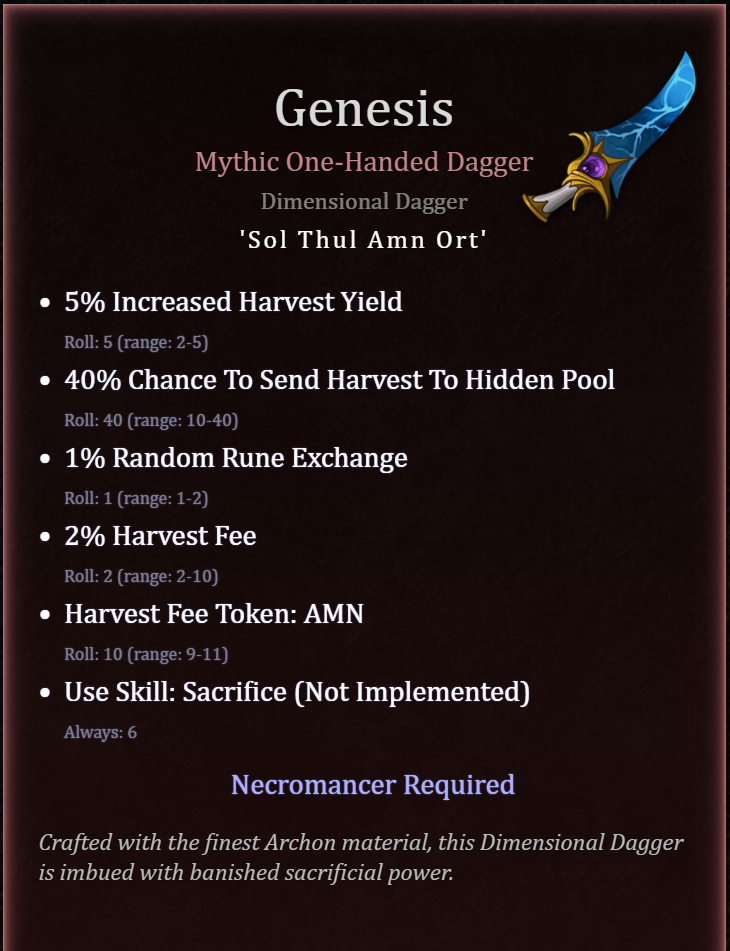 Genesis
Mythic One-Handed Dagger
Dimensional Dagger
'Sol Thul Amn Ort'
• 5% Increased Harvest Yield
Roll: 5 (range: 2-5)
• 40% Chance To Send Harvest To Hidden Pool
Roll: 40 (range: 10-40)
• 1% Random Rune Exchange
Roll: 1 (range: 1-2)
• 2% Harvest Fee
Roll: 2 (range: 2-10)
• Harvest Fee Token: AMN
Roll: 10 (range: 9-11)
• Use Skill: Sacrifice (Not Implemented)
Always: 6
Necromancer Required
Crafted with the finest Archon material, this Dimensional Dagger
is imbued with banished sacrificial power.